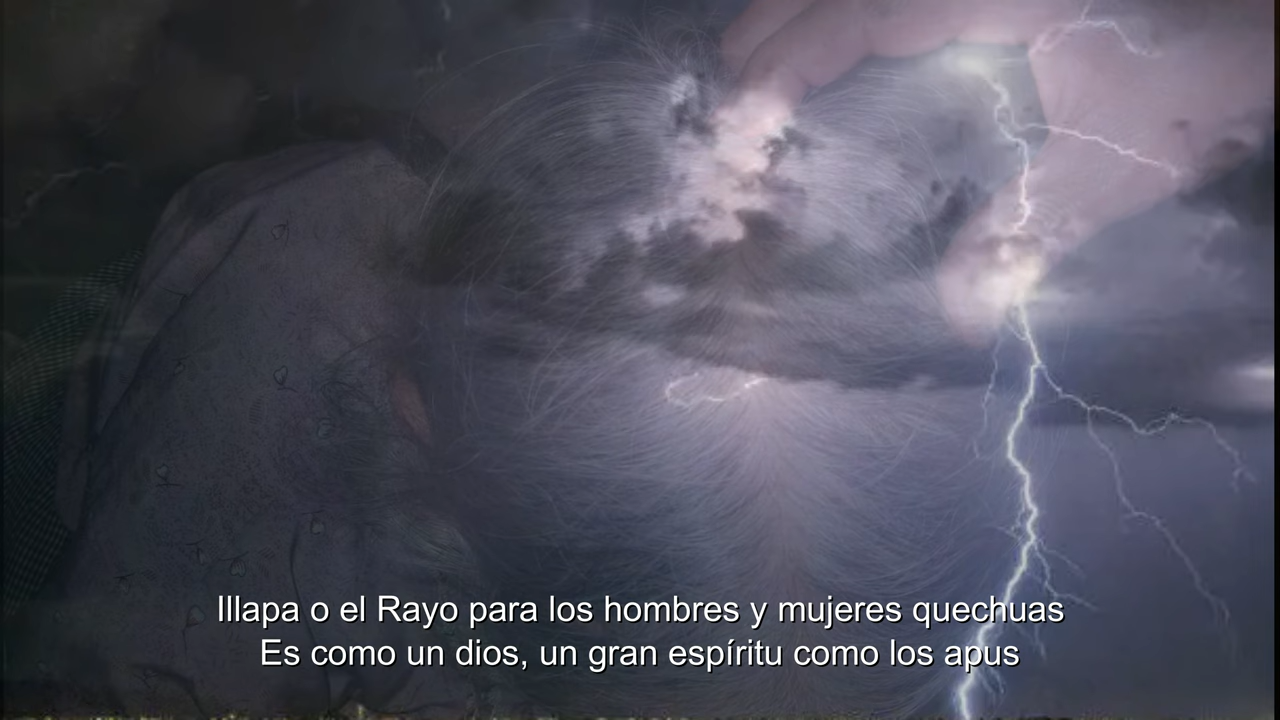 Illapa o el Rayo para los hombres y mujeres quechuas
Es como un dios, un gran espíritu como los apus